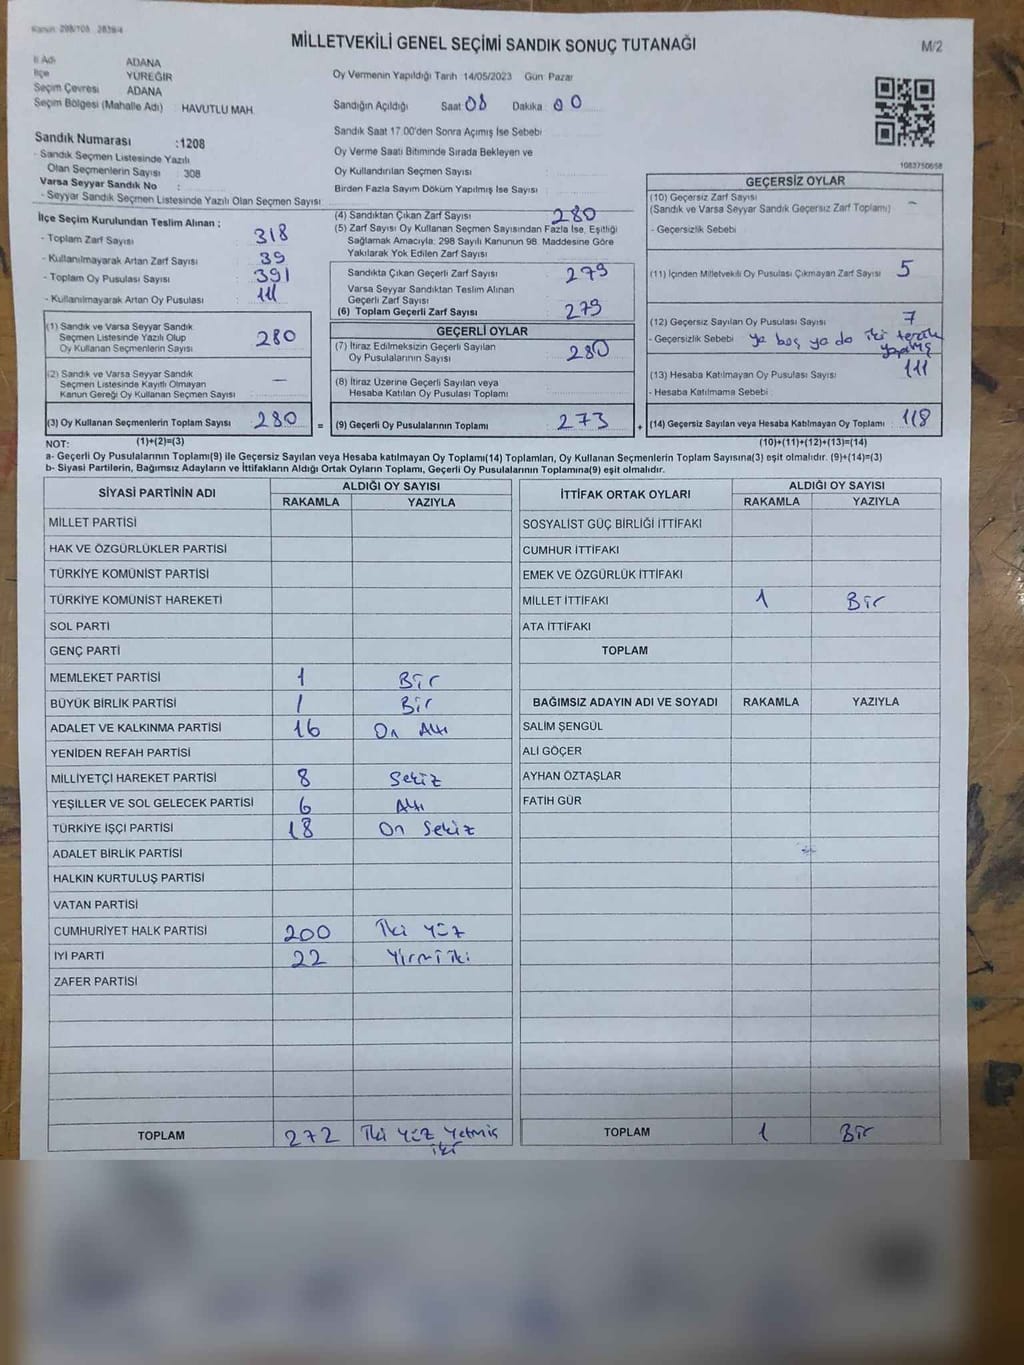 MİLLETVEKİLİ GENEL SEÇİMİ SANDIK SONUÇ TUTANAĞI
M/2
İl Adı ADANA
İlçe YÜREĞİR
Seçim Çevresi ADANA
Seçim Bölgesi (Mahalle Adı) : HAVUTLU MAH.
Oy Vermenin Yapıldığı Tarih 14/05/2023 Gün Pazar
Sandığın Açıldığı Saat 08 Dakika 00
Sandık Saat 17.00'den Sonra Açımış İse Sebebi
Oy Verme Saati Bitiminde Sırada Bekleyen ve
Oy Kullandırılan Seçmen Sayısı
Birden Fazla Sayım Döküm Yapılmış İse Sayısı
1083750658
Sandık Numarası :1208
- Sandık Seçmen Listesinde Yazılı
Olan Seçmenlerin Sayısı : 308
Varsa Seyyar Sandık No :
- Seyyar Sandık Seçmen Listesinde Yazılı Olan Seçmen Sayısı
İlçe Seçim Kurulundan Teslim Alınan ;
- Toplam Zarf Sayısı 318
- Kullanılmayarak Artan Zarf Sayısı 39
- Toplam Oy Pusulası Sayısı 391
- Kullanılmayarak Artan Oy Pusulası 111
(1) Sandık ve Varsa Seyyar Sandık
Seçmen Listesinde Yazılı Olup
Oy Kullanan Seçmenlerin Sayısı 280
(2) Sandık ve Varsa Seyyar Sandık
Seçmen Listesinde Kayıtlı Olmayan
Kanun Gereği Oy Kullanan Seçmen Sayısı —
(3) Oy Kullanan Seçmenlerin Toplam Sayısı 280 =
(1)+(2)=(3)
(4) Sandıktan Çıkan Zarf Sayısı 280
(5) Zarf Sayısı Oy Kullanan Seçmen Sayısından Fazla İse, Eşitliği
Sağlamak Amacıyla; 298 Sayılı Kanunun 98. Maddesine Göre
Yakılarak Yok Edilen Zarf Sayısı
Sandıkta Çıkan Geçerli Zarf Sayısı 279
Varsa Seyyar Sandıktan Teslim Alınan
Geçerli Zarf Sayısı
(6) Toplam Geçerli Zarf Sayısı 279
GEÇERLİ OYLAR
(7) İtiraz Edilmeksizin Geçerli Sayılan
Oy Pusulalarının Sayısı 280
(8) İtiraz Üzerine Geçerli Sayılan veya
Hesaba Katılan Oy Pusulası Toplamı
(9) Geçerli Oy Pusulalarının Toplamı 273 +
GEÇERSİZ OYLAR
(10) Geçersiz Zarf Sayısı —
(Sandık ve Varsa Seyyar Sandık Geçersiz Zarf Toplamı)
- Geçersizlik Sebebi
(11) İçinden Milletvekili Oy Pusulası Çıkmayan Zarf Sayısı 5
(12) Geçersiz Sayılan Oy Pusulası Sayısı 7
- Geçersizlik Sebebi ya boş ya da iki tercih
yapılmış
(13) Hesaba Katılmayan Oy Pusulası Sayısı 111
- Hesaba Katılmama Sebebi
(14) Geçersiz Sayılan veya Hesaba Katılmayan Oy Toplamı 118
(10)+(11)+(12)+(13)=(14)
NOT:
a- Geçerli Oy Pusulalarının Toplamı(9) ile Geçersiz Sayılan veya Hesaba katılmayan Oy Toplamı(14) Toplamları, Oy Kullanan Seçmenlerin Toplam Sayısına(3) eşit olmalıdır. (9)+(14)=(3)
b- Siyasi Partilerin, Bağımsız Adayların ve İttifakların Aldığı Ortak Oyların Toplamı, Geçerli Oy Pusulalarının Toplamına(9) eşit olmalıdır.
SİYASİ PARTİNİN ADI ALDIĞI OY SAYISI
RAKAMLA YAZIYLA
MİLLET PARTİSİ
HAK VE ÖZGÜRLÜKLER PARTİSİ
TÜRKİYE KOMÜNİST PARTİSİ
TÜRKİYE KOMÜNİST HAREKETİ
SOL PARTİ
GENÇ PARTİ
MEMLEKET PARTİSİ 1 Bir
BÜYÜK BİRLİK PARTİSİ 1 Bir
ADALET VE KALKINMA PARTİSİ 16 On Altı
YENİDEN REFAH PARTİSİ
MİLLİYETÇİ HAREKET PARTİSİ 8 Sekiz
YEŞİLLER VE SOL GELECEK PARTİSİ 6 Altı
TÜRKİYE İŞÇİ PARTİSİ 18 On Sekiz
ADALET BİRLİK PARTİSİ
HALKIN KURTULUŞ PARTİSİ
VATAN PARTİSİ
CUMHURİYET HALK PARTİSİ 200 İki Yüz
İYİ PARTİ 22 Yirmi İki
ZAFER PARTİSİ
TOPLAM 272 İki Yüz Yetmiş
iki
İTTİFAK ORTAK OYLARI ALDIĞI OY SAYISI
RAKAMLA YAZIYLA
SOSYALİST GÜÇ BİRLİĞİ İTTİFAKI
CUMHUR İTTİFAKI
EMEK VE ÖZGÜRLÜK İTTİFAKI
MİLLET İTTİFAKI 1 Bir
ATA İTTİFAKI
TOPLAM
BAĞIMSIZ ADAYIN ADI VE SOYADI RAKAMLA YAZIYLA
SALİM ŞENGÜL
ALİ GÖÇER
AYHAN ÖZTAŞLAR
FATİH GÜR
TOPLAM 1 Bir